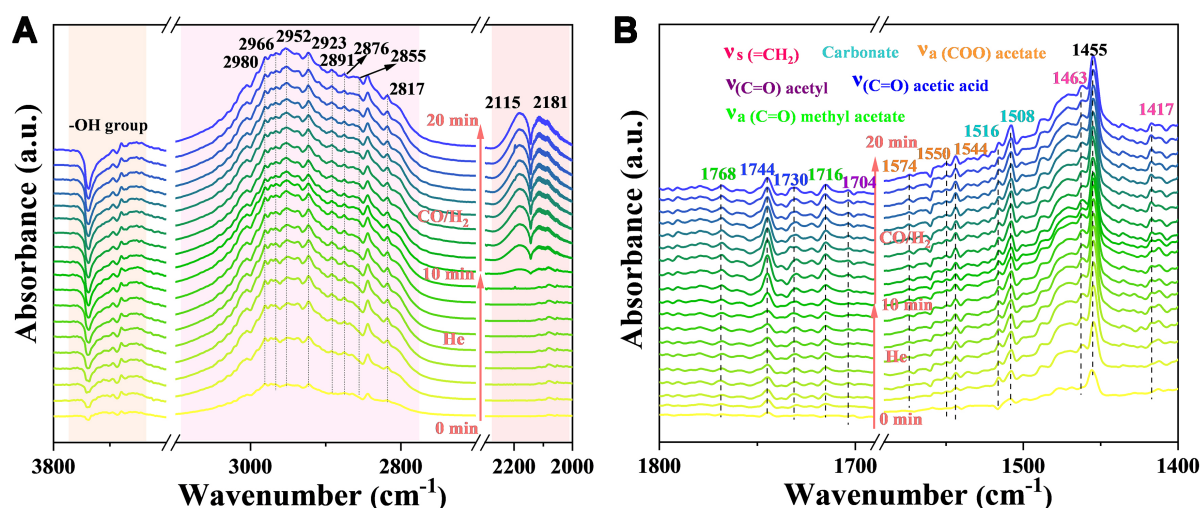 A
2980
2966
2952
2923
2891
2876
2855
2817
2115
2181
-OH group
20 min
CO/H2
10 min
He
0 min
Absorbance (a.u.)
3800
3000
2800
2200
2000
Wavenumber (cm-1)
B
νs (=CH2) Carbonate νa (COO) acetate
ν(C=O) acetyl ν(C=O) acetic acid
νa (C=O) methyl acetate
1455
1463
1417
1508
1516
1544
1550
1574
20 min
1768
1744
1730
1716
1704
CO/H2
10 min
He
0 min
Absorbance (a.u.)
1800
1700
1500
1400
Wavenumber (cm-1)